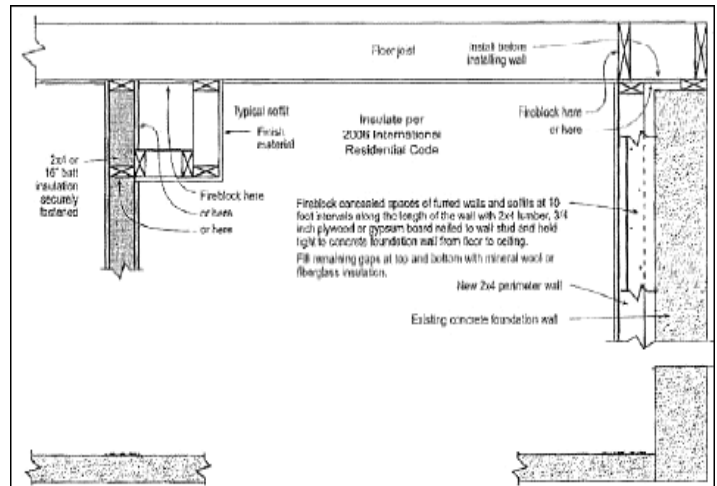 Floor joist
Install before
installing wall
Typical soffit
Finish
material
Insulate per
2006 International
Residential Code
Fireblock here
or here
2x4 or
16" batt
insulation
securely
fastened
Fireblock here
or here
or here
Fireblock concealed spaces of furred walls and soffits at 10-
foot intervals along the length of the wall with 2x4 lumber, 3/4
inch plywood or gypsum board nailed to wall stud and held
tight to concrete foundation wall from floor to ceiling.
Fill remaining gaps at top and bottom with mineral wool or
fiberglass insulation.
New 2x4 perimeter wall
Existing concrete foundation wall